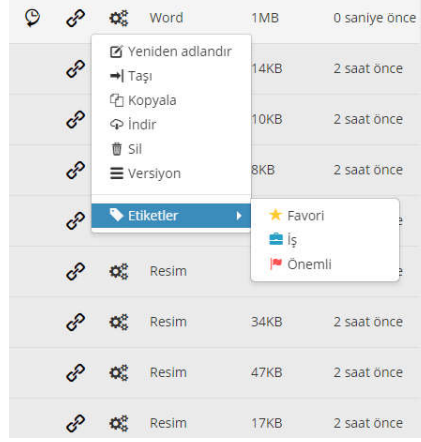 Word 1MB 0 saniye önce
Yeniden adlandır
Taşı 14KB 2 saat önce
Kopyala
İndir 10KB 2 saat önce
Sil
Versiyon 8KB 2 saat önce
Etiketler
Favori
İş
Önemli
Resim
Resim 34KB 2 saat önce
Resim 47KB 2 saat önce
Resim 17KB 2 saat önce